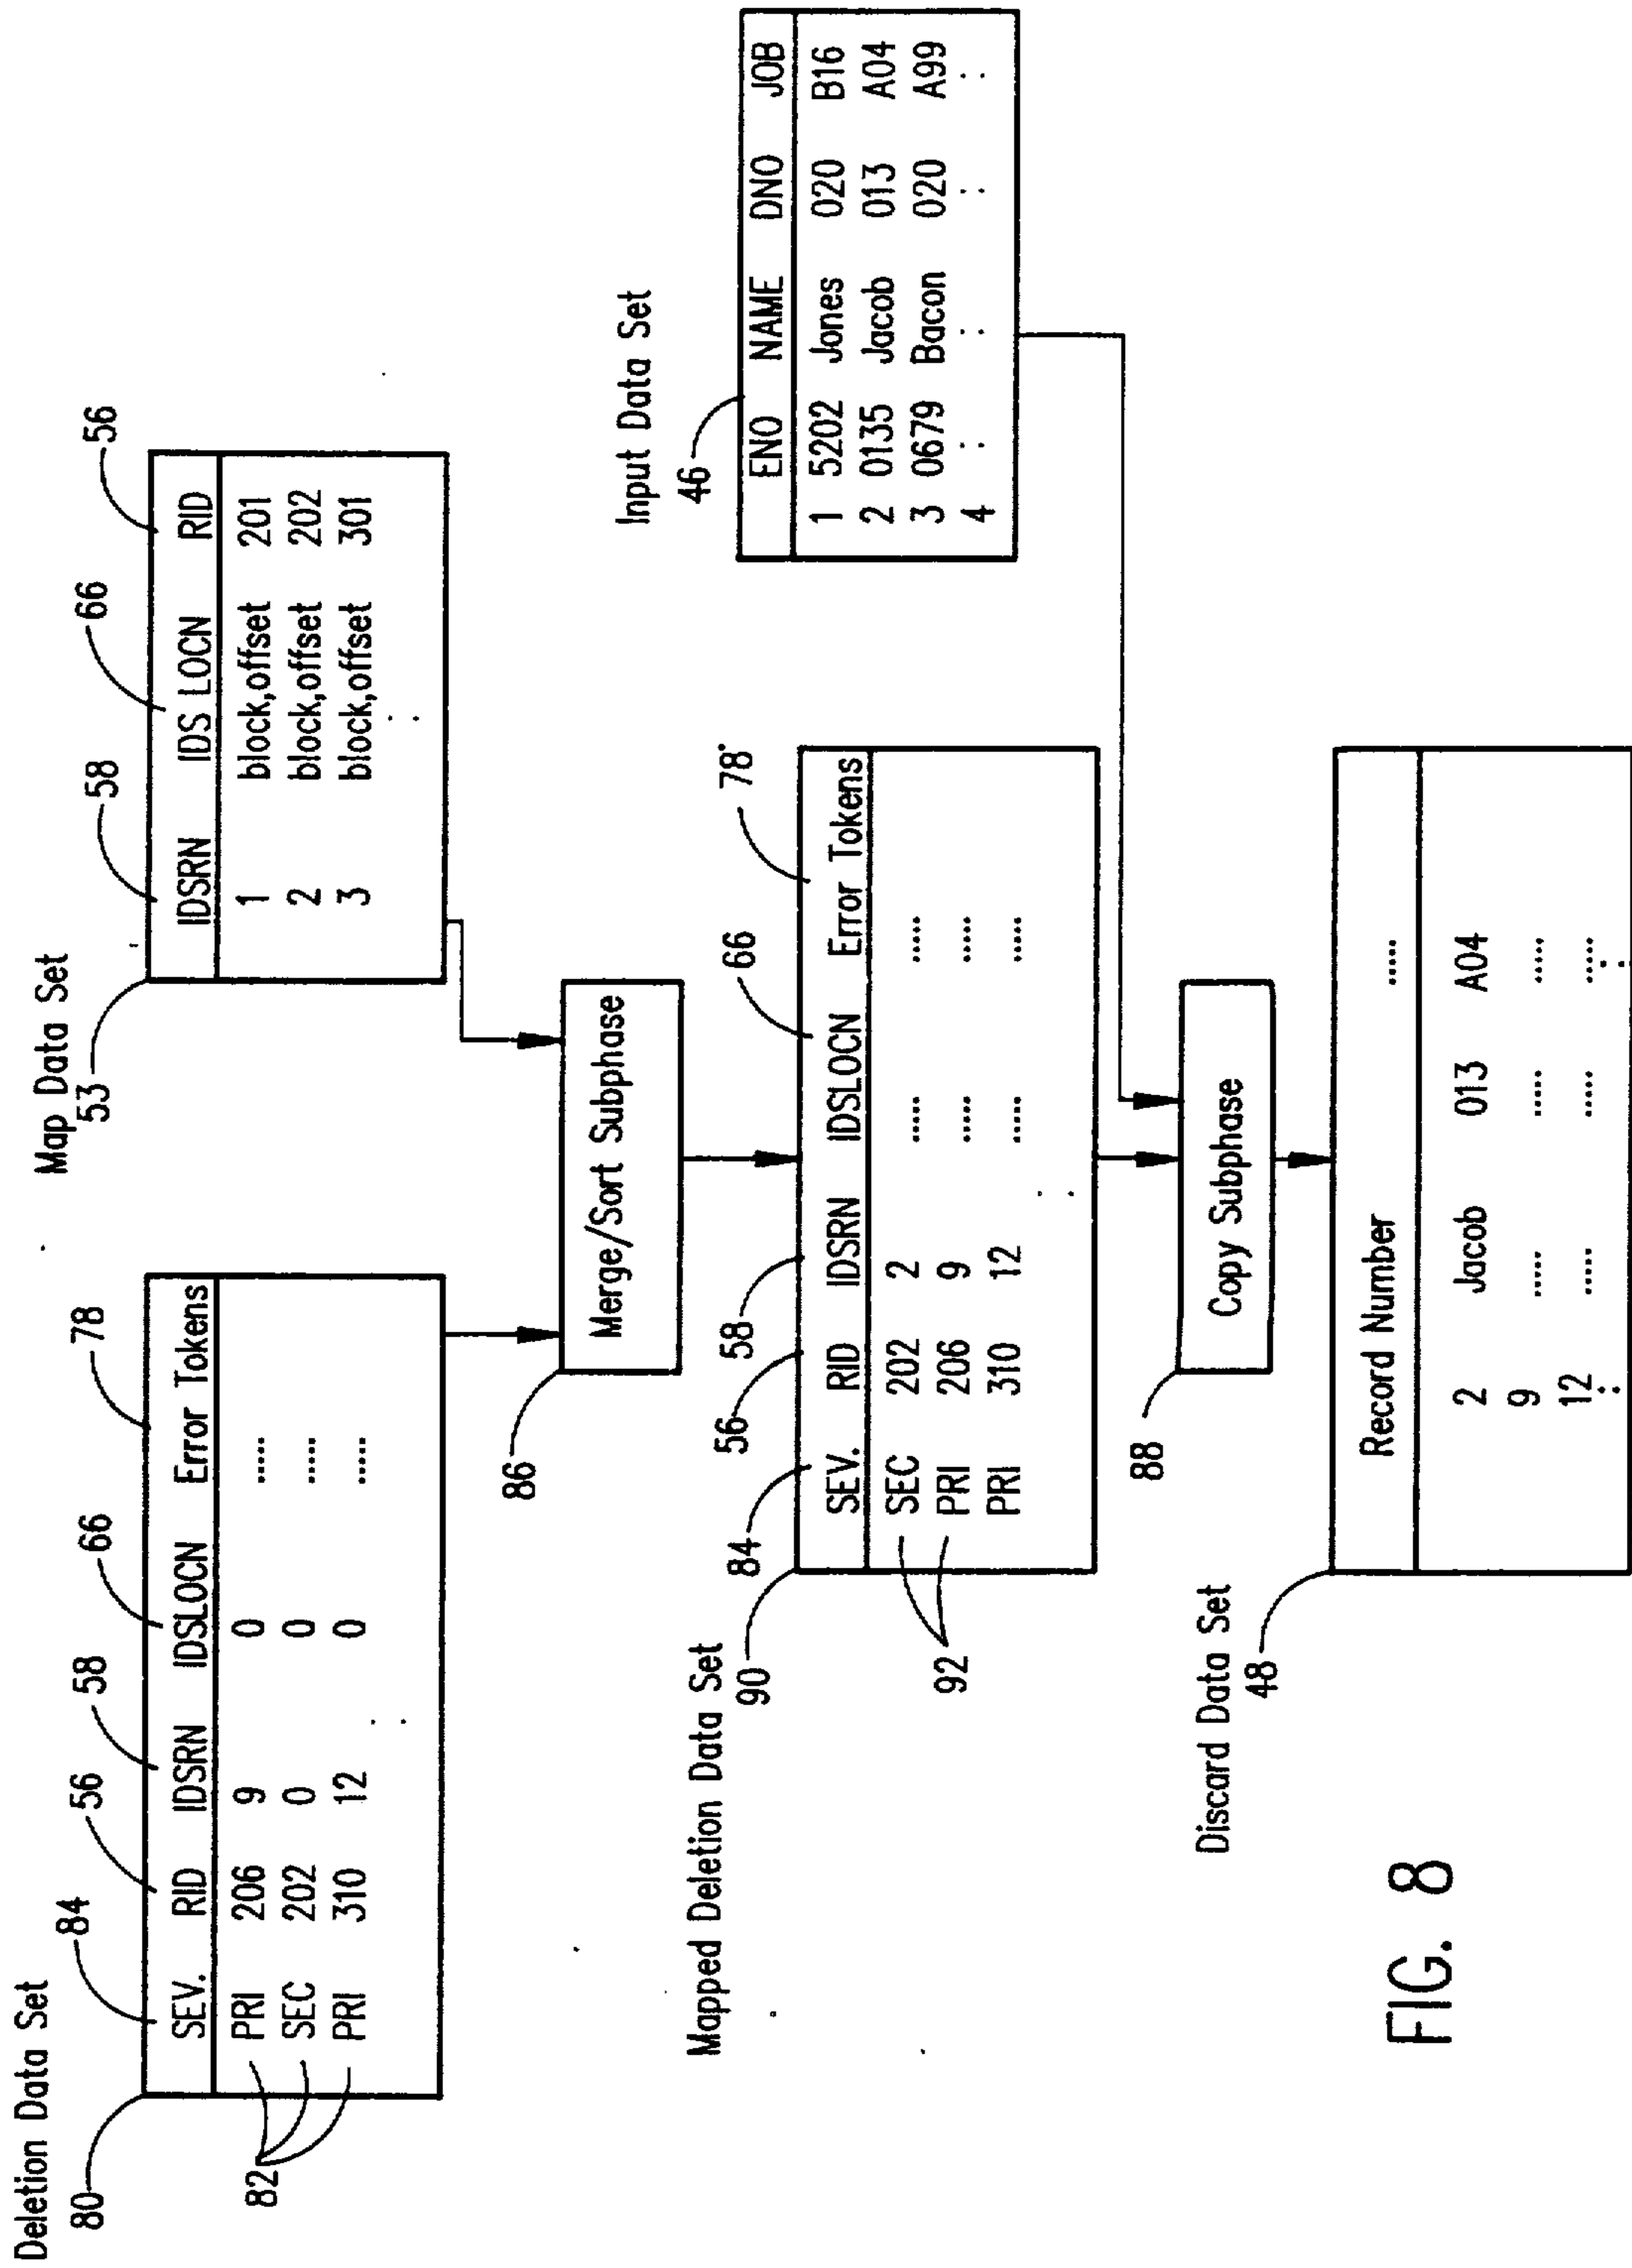 Deletion Data Set
80
84
56
58
66
78
SEV. RID IDSRN IDSLOCN Error Tokens
PRI 206 9 0 .....
SEC 202 0 0 .....
PRI 310 12 0 .....
82
Map Data Set
53
58
66
56
IDSRN IDS LOCN RID
1 block,offset 201
2 block,offset 202
3 block,offset 301
86
Merge/Sort Subphase
Input Data Set
46
ENO NAME DNO JOB
1 5202 Jones 020 B16
2 0135 Jacob 013 A04
3 0679 Bacon 020 A99
4 : : : :
Mapped Deletion Data Set
90
84
56
58
66
78
SEV. RID IDSRN IDSLOCN Error Tokens
SEC 202 2 ..... .....
PRI 206 9 ..... .....
PRI 310 12 ..... .....
92
88
Copy Subphase
Discard Data Set
48
Record Number .....
2 Jacob 013 A04
9 ..... ..... .....
12 ..... ..... .....
FIG. 8